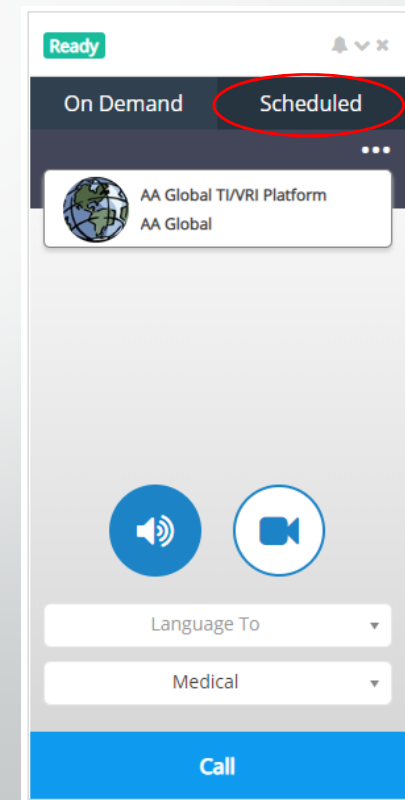 Ready
On Demand
Scheduled
AA Global TI/VRI Platform
AA Global
Language To
Medical
Call